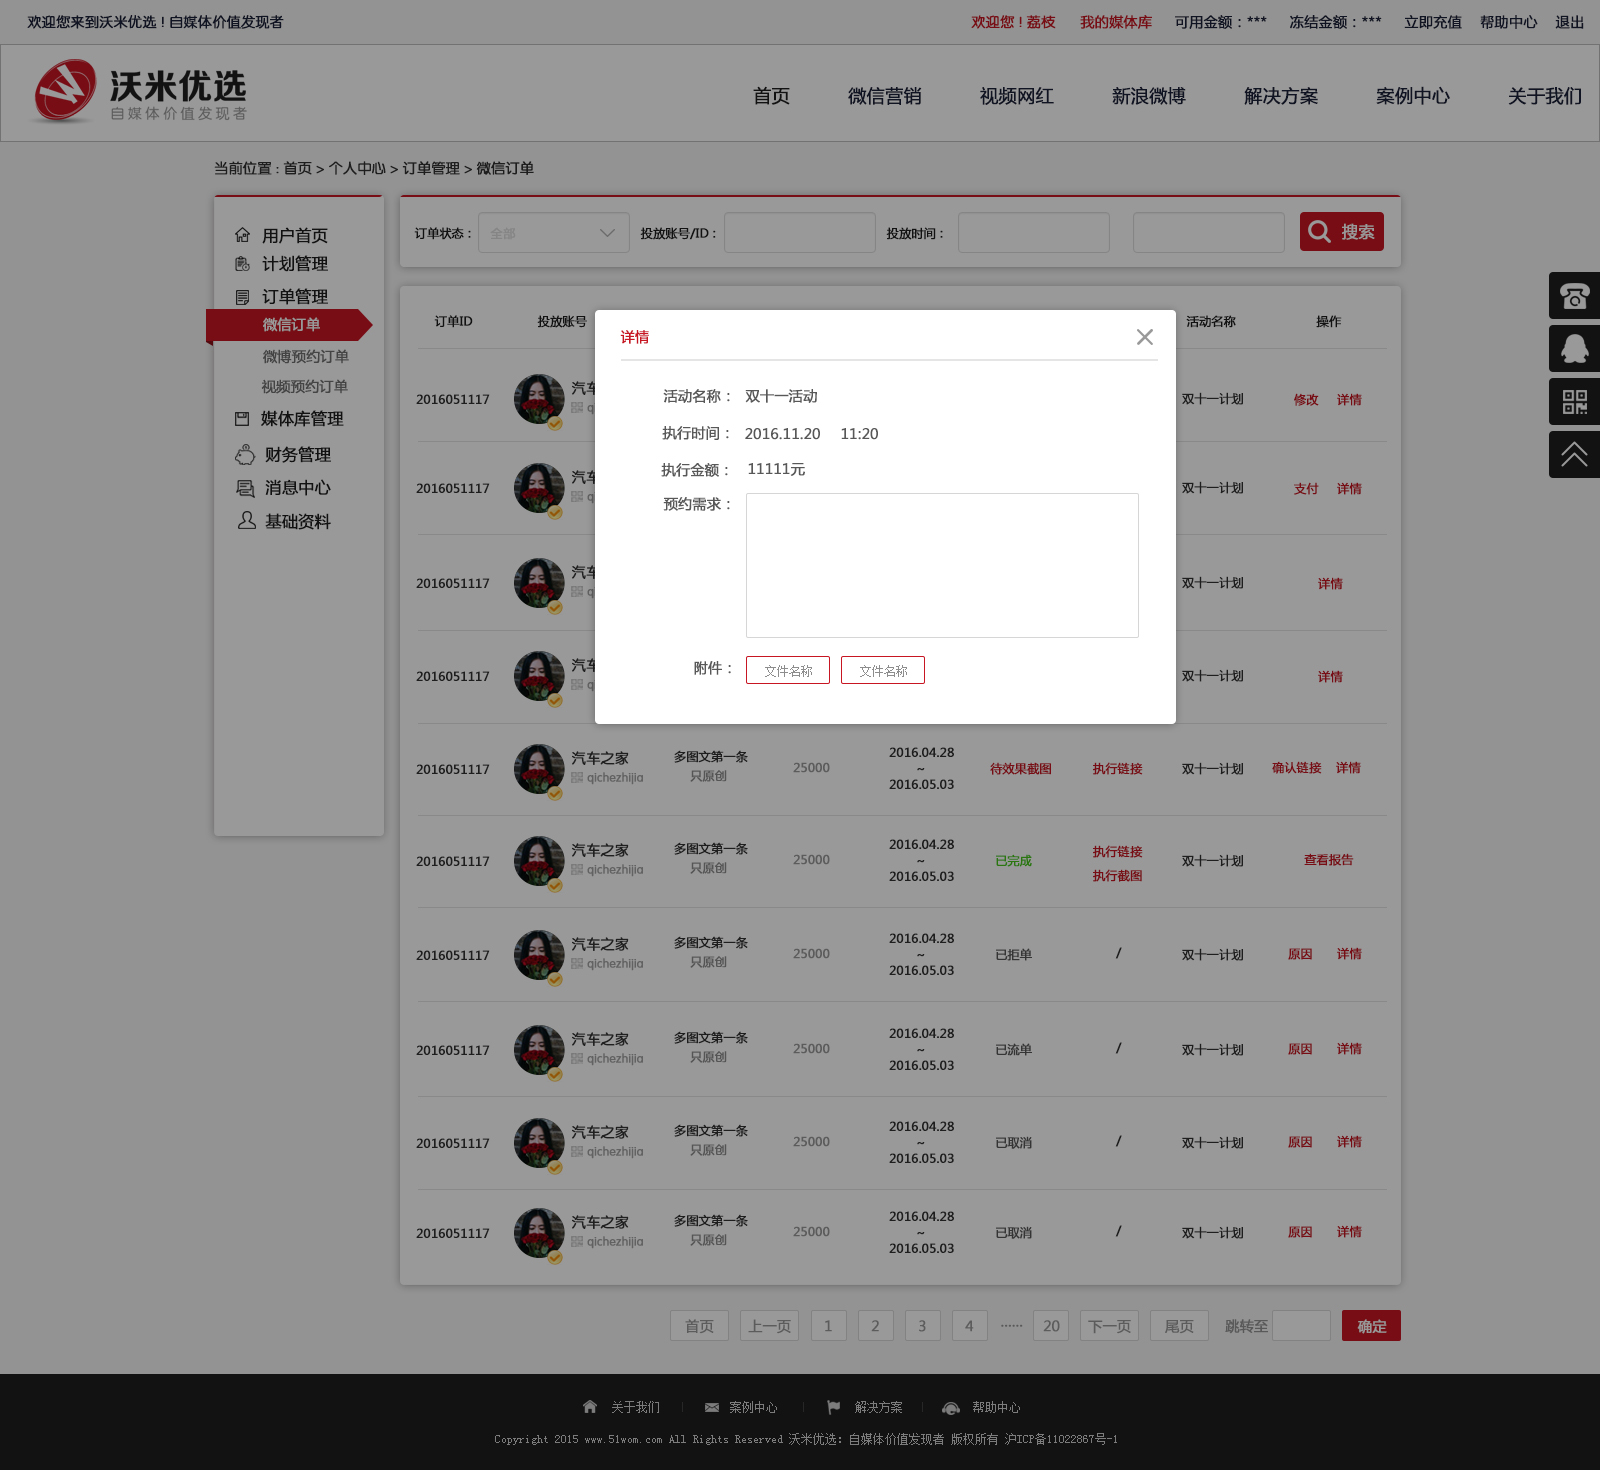 欢迎您来到沃米优选！自媒体价值发现者
欢迎您！荔枝 我的媒体库 可用金额：*** 冻结金额：*** 立即充值 帮助中心 退出
沃米优选
自媒体价值发现者
首页 微信营销 视频网红 新浪微博 解决方案 案例中心 关于我们
当前位置 : 首页 > 个人中心 > 订单管理 > 微信订单
用户首页
计划管理
订单管理
微信订单
微博预约订单
视频预约订单
媒体库管理
财务管理
消息中心
基础资料
订单状态： 全部 投放账号/ID： 投放时间： 搜索
订单ID 投放账号 活动名称 操作
详情
活动名称： 双十一活动
执行时间： 2016.11.20 11:20
执行金额： 11111元
预约需求：
附件： 文件名称 文件名称
2016051117 汽车 双十一计划 修改 详情
2016051117 汽车 双十一计划 支付 详情
2016051117 汽车 双十一计划 详情
2016051117 汽车 双十一计划 详情
2016051117 汽车之家 qichezhijia 多图文第一条 只原创 25000 2016.04.28 ~ 2016.05.03 待效果截图 执行链接 双十一计划 确认链接 详情
2016051117 汽车之家 qichezhijia 多图文第一条 只原创 25000 2016.04.28 ~ 2016.05.03 已完成 执行链接 执行截图 双十一计划 查看报告
2016051117 汽车之家 qichezhijia 多图文第一条 只原创 25000 2016.04.28 ~ 2016.05.03 已拒单 / 双十一计划 原因 详情
2016051117 汽车之家 qichezhijia 多图文第一条 只原创 25000 2016.04.28 ~ 2016.05.03 已流单 / 双十一计划 原因 详情
2016051117 汽车之家 qichezhijia 多图文第一条 只原创 25000 2016.04.28 ~ 2016.05.03 已取消 / 双十一计划 原因 详情
2016051117 汽车之家 qichezhijia 多图文第一条 只原创 25000 2016.04.28 ~ 2016.05.03 已取消 / 双十一计划 原因 详情
首页 上一页 1 2 3 4 ······ 20 下一页 尾页 跳转至 确定
关于我们 案例中心 解决方案 帮助中心
Copyright 2015 www.51wom.com All Rights Reserved 沃米优选：自媒体价值发现者 版权所有 沪ICP备11022867号-1